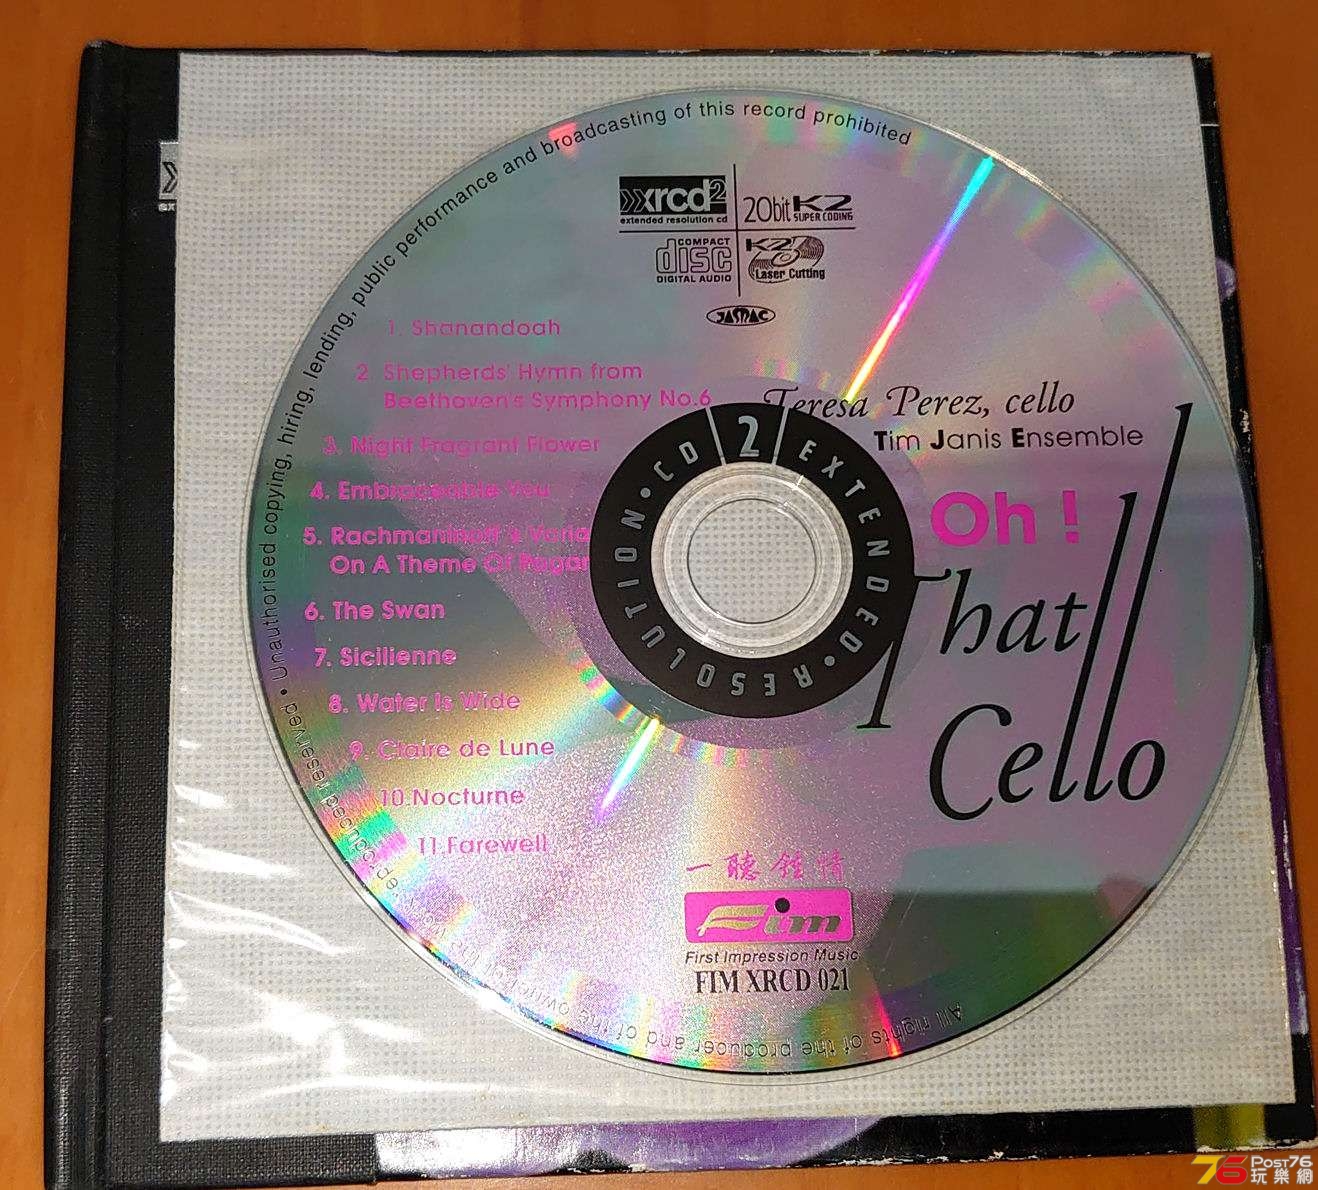 Unauthorised copying, hiring, lending, public performance and broadcasting of this record prohibited
xrcd2
extended resolution cd
20bit K2
SUPER CODING
COMPACT
disc
DIGITAL AUDIO
K2
Laser Cutting
JASMAC
1. Shanandoah
2. Shepherds' Hymn from
Beethoven's Symphony No.6
3. Night Fragrant Flower
4. Embraceable You
5. Rachmaninoff's Varia
On A Theme Of Pagan
6. The Swan
7. Sicilienne
8. Water Is Wide
9. Claire de Lune
10.Nocturne
11.Farewell
Teresa Perez, cello
Tim Janis Ensemble
CD 2 EXTENDED • RESOLUTION •
Oh !
That
Cello
一聽鍾情
Fim
First Impression Music
FIM XRCD 021
All rights of the producer and of the owner reproduced reserved •
76 Post76
玩樂網